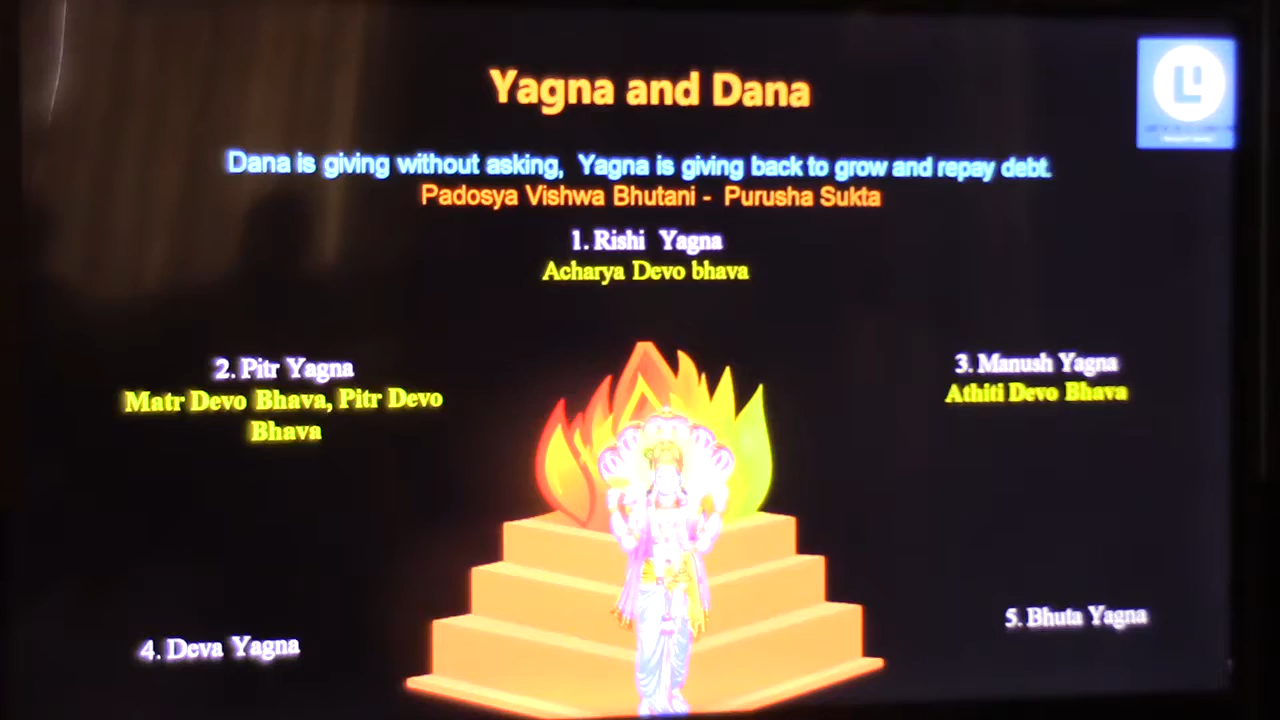 Yagna and Dana
Dana is giving without asking, Yagna is giving back to grow and repay debt.
Padosya Vishwa Bhutani - Purusha Sukta
1. Rishi Yagna
Acharya Devo bhava
2. Pitr Yagna
Matr Devo Bhava, Pitr Devo
Bhava
3. Manush Yagna
Athiti Devo Bhava
4. Deva Yagna
5. Bhuta Yagna